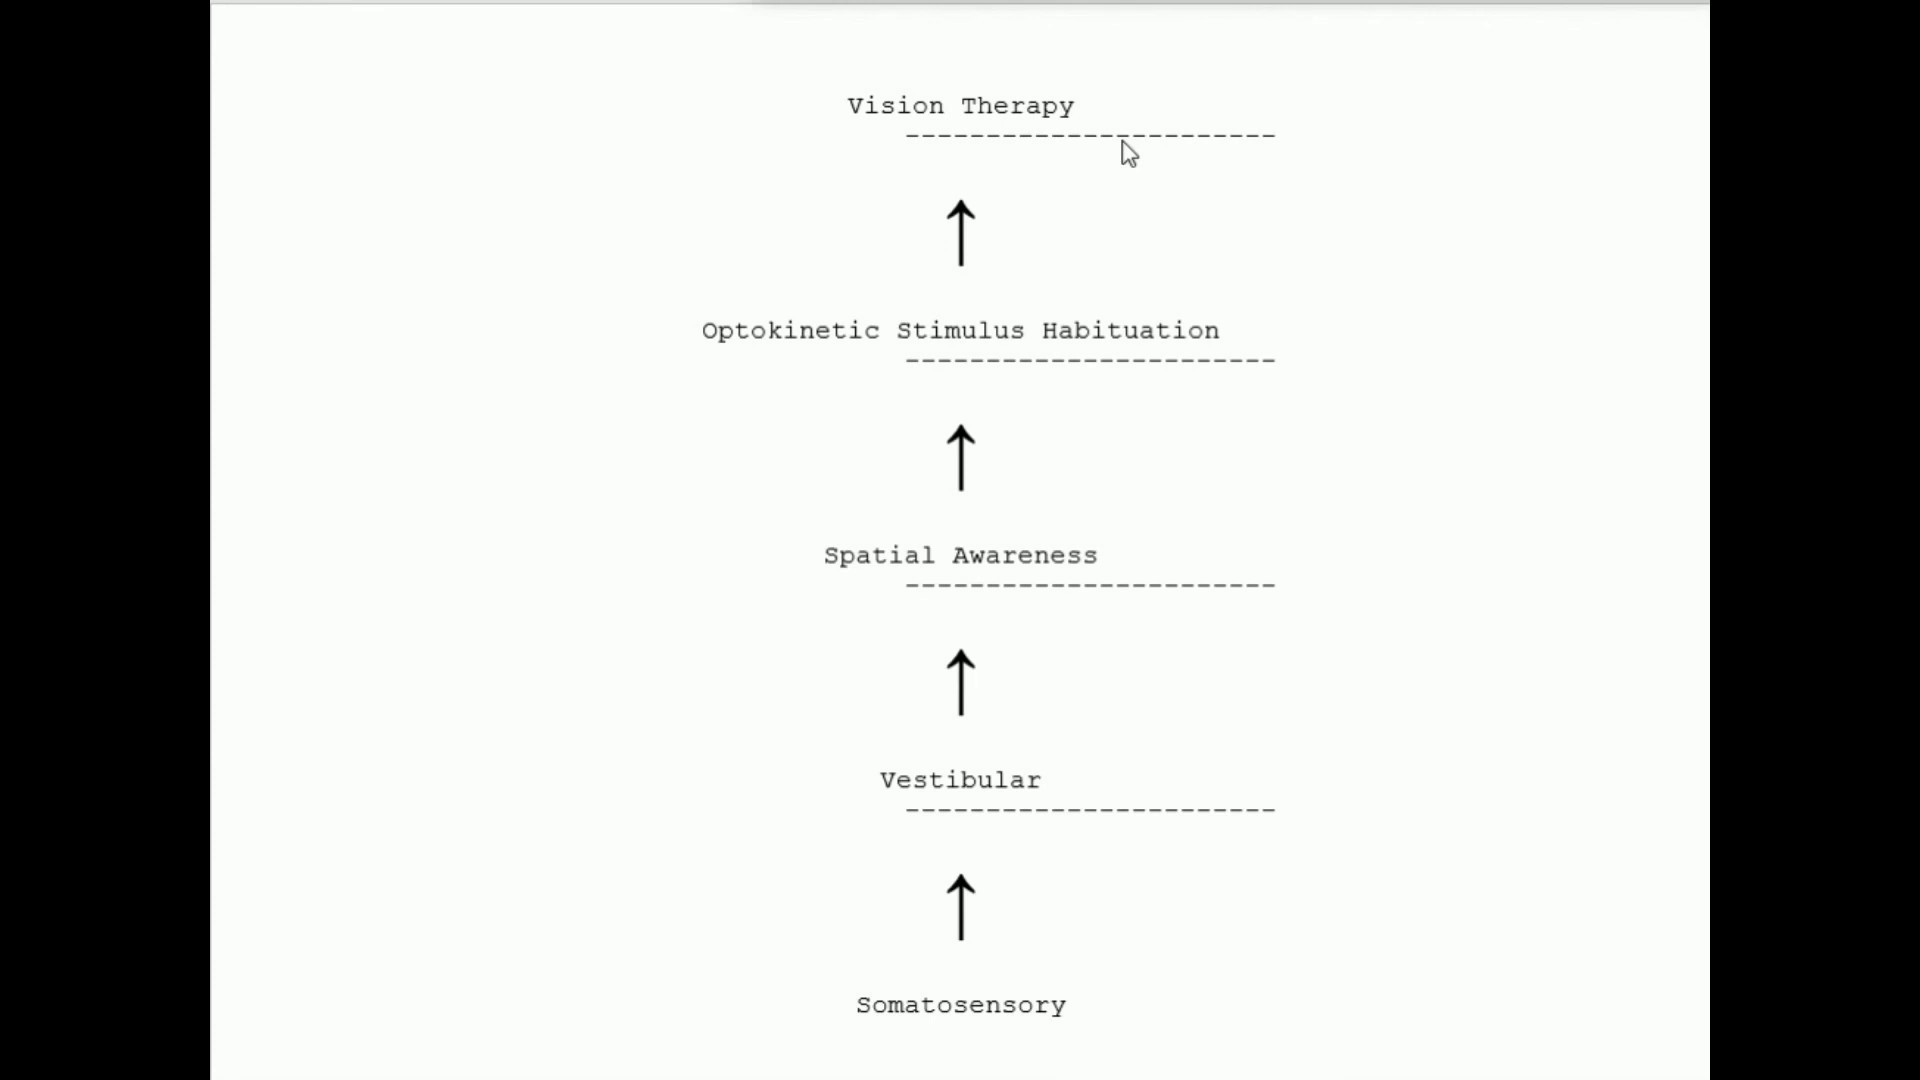 Vision Therapy
-----------------------
↑
Optokinetic Stimulus Habituation
-----------------------
↑
Spatial Awareness
-----------------------
↑
Vestibular
-----------------------
↑
Somatosensory